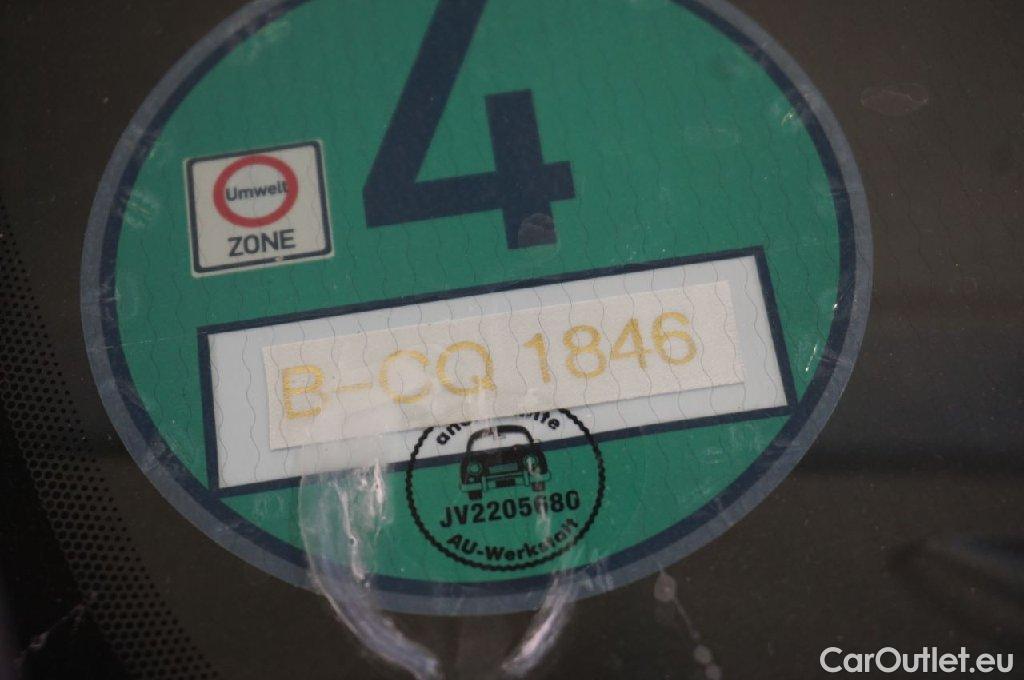 4
Umwelt
ZONE
B-CQ 1846
JV2205680
AU-Werkstatt
CarOutlet.eu